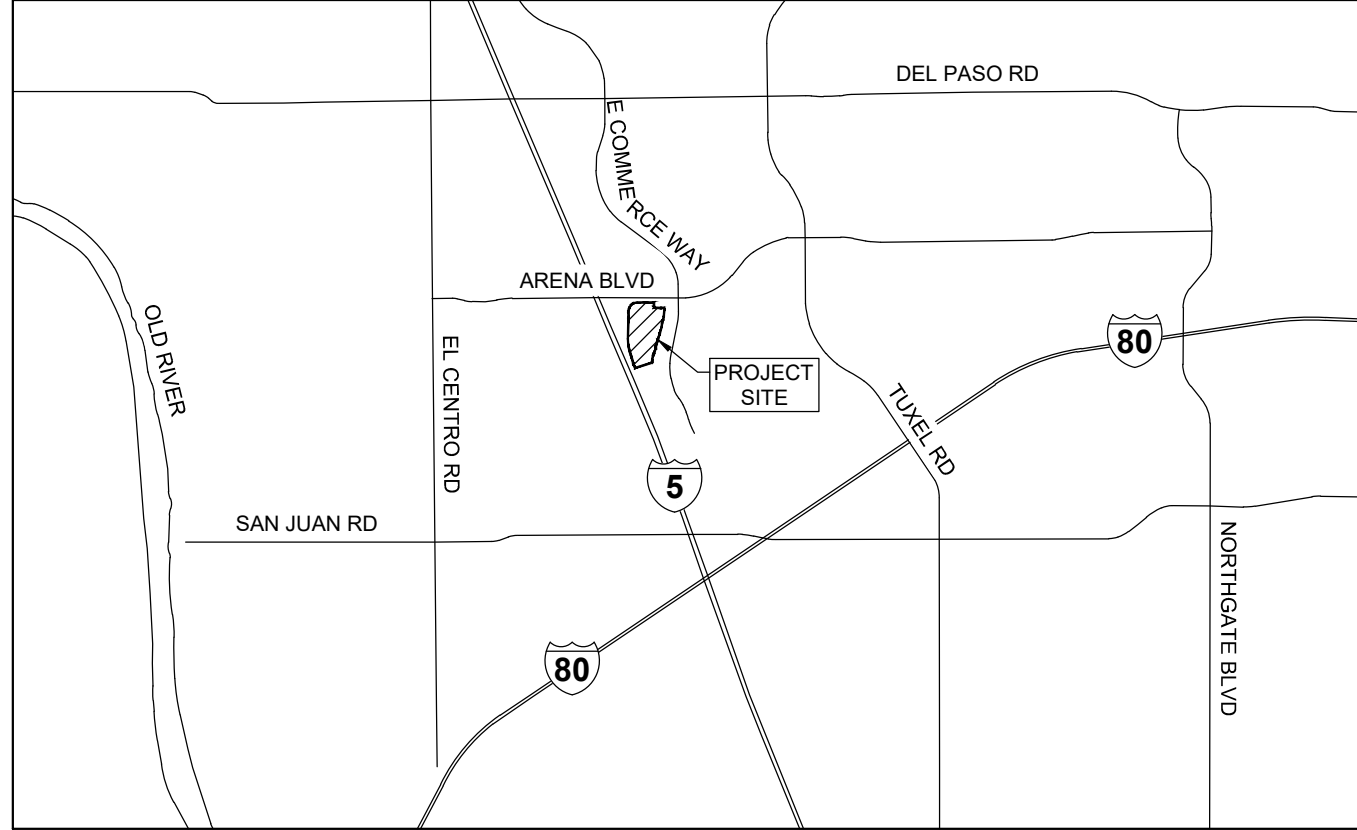 DEL PASO RD
E COMMERCE WAY
ARENA BLVD
OLD RIVER
EL CENTRO RD
80
PROJECT
SITE
TUXEL RD
5
SAN JUAN RD
NORTHGATE BLVD
80